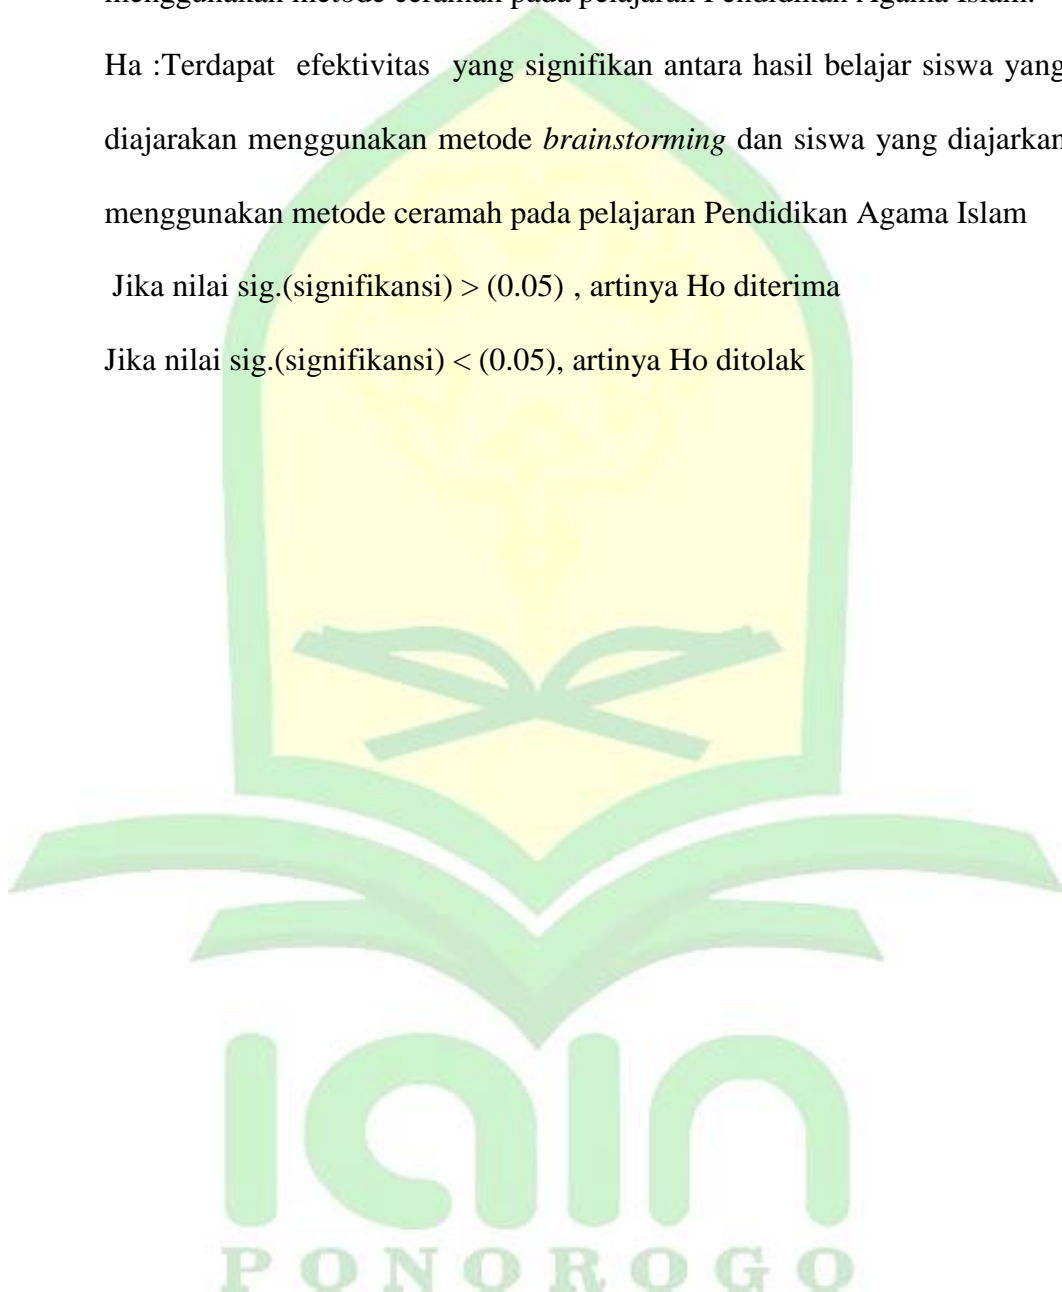 menggunakan metode ceramah pada pelajaran Pendidikan Agama Islam.
Ha :Terdapat efektivitas yang signifikan antara hasil belajar siswa yang
diajarakan menggunakan metode brainstorming dan siswa yang diajarkan
menggunakan metode ceramah pada pelajaran Pendidikan Agama Islam
Jika nilai sig.(signifikansi) > (0.05) , artinya Ho diterima
Jika nilai sig.(signifikansi) < (0.05), artinya Ho ditolak
IAIN
PONOROGO